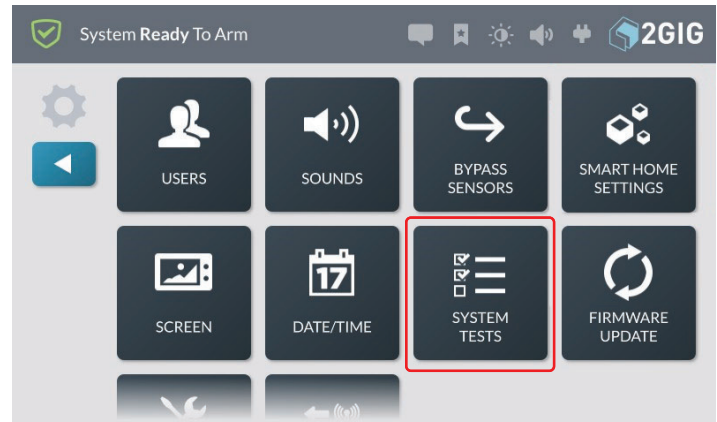 System Ready To Arm
2GIG
USERS
SOUNDS
BYPASS
SENSORS
SMART HOME
SETTINGS
SCREEN
17
DATE/TIME
SYSTEM
TESTS
FIRMWARE
UPDATE